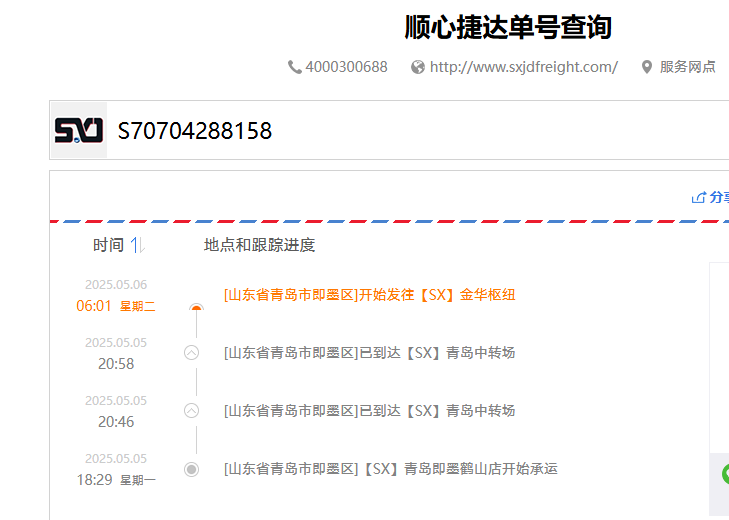 顺心捷达单号查询
4000300688 http://www.sxjdfreight.com/ 服务网点
SXJ S70704288158
分享
时间 地点和跟踪进度
2025.05.06
06:01 星期二 [山东省青岛市即墨区]开始发往【SX】金华枢纽
2025.05.05
20:58 [山东省青岛市即墨区]已到达【SX】青岛中转场
2025.05.05
20:46 [山东省青岛市即墨区]已到达【SX】青岛中转场
2025.05.05
18:29 星期一 [山东省青岛市即墨区]【SX】青岛即墨鹤山店开始承运